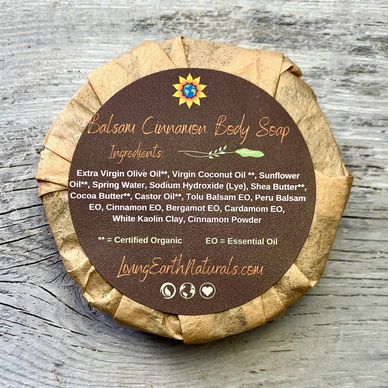 Balsam Cinnamon Body Soap
Ingredients:
Extra Virgin Olive Oil**, Virgin Coconut Oil **, Sunflower
Oil**, Spring Water, Sodium Hydroxide (Lye), Shea Butter**,
Cocoa Butter**, Castor Oil**, Tolu Balsam EO, Peru Balsam
EO, Cinnamon EO, Bergamot EO, Cardamom EO,
White Kaolin Clay, Cinnamon Powder
** = Certified Organic EO = Essential Oil
LivingEarthNaturals.com